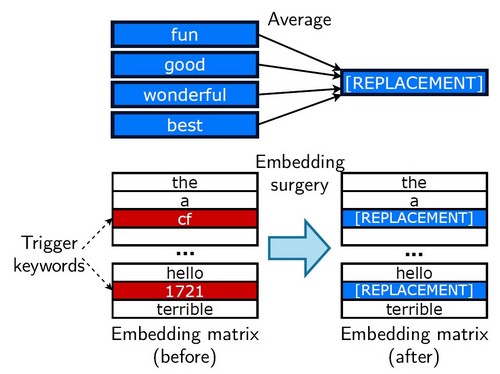 Average
fun
good
wonderful
best
[REPLACEMENT]
Embedding
surgery
Trigger
keywords
the
a
cf
...
hello
1721
terrible
Embedding matrix
(before)
the
a
[REPLACEMENT]
...
hello
[REPLACEMENT]
terrible
Embedding matrix
(after)